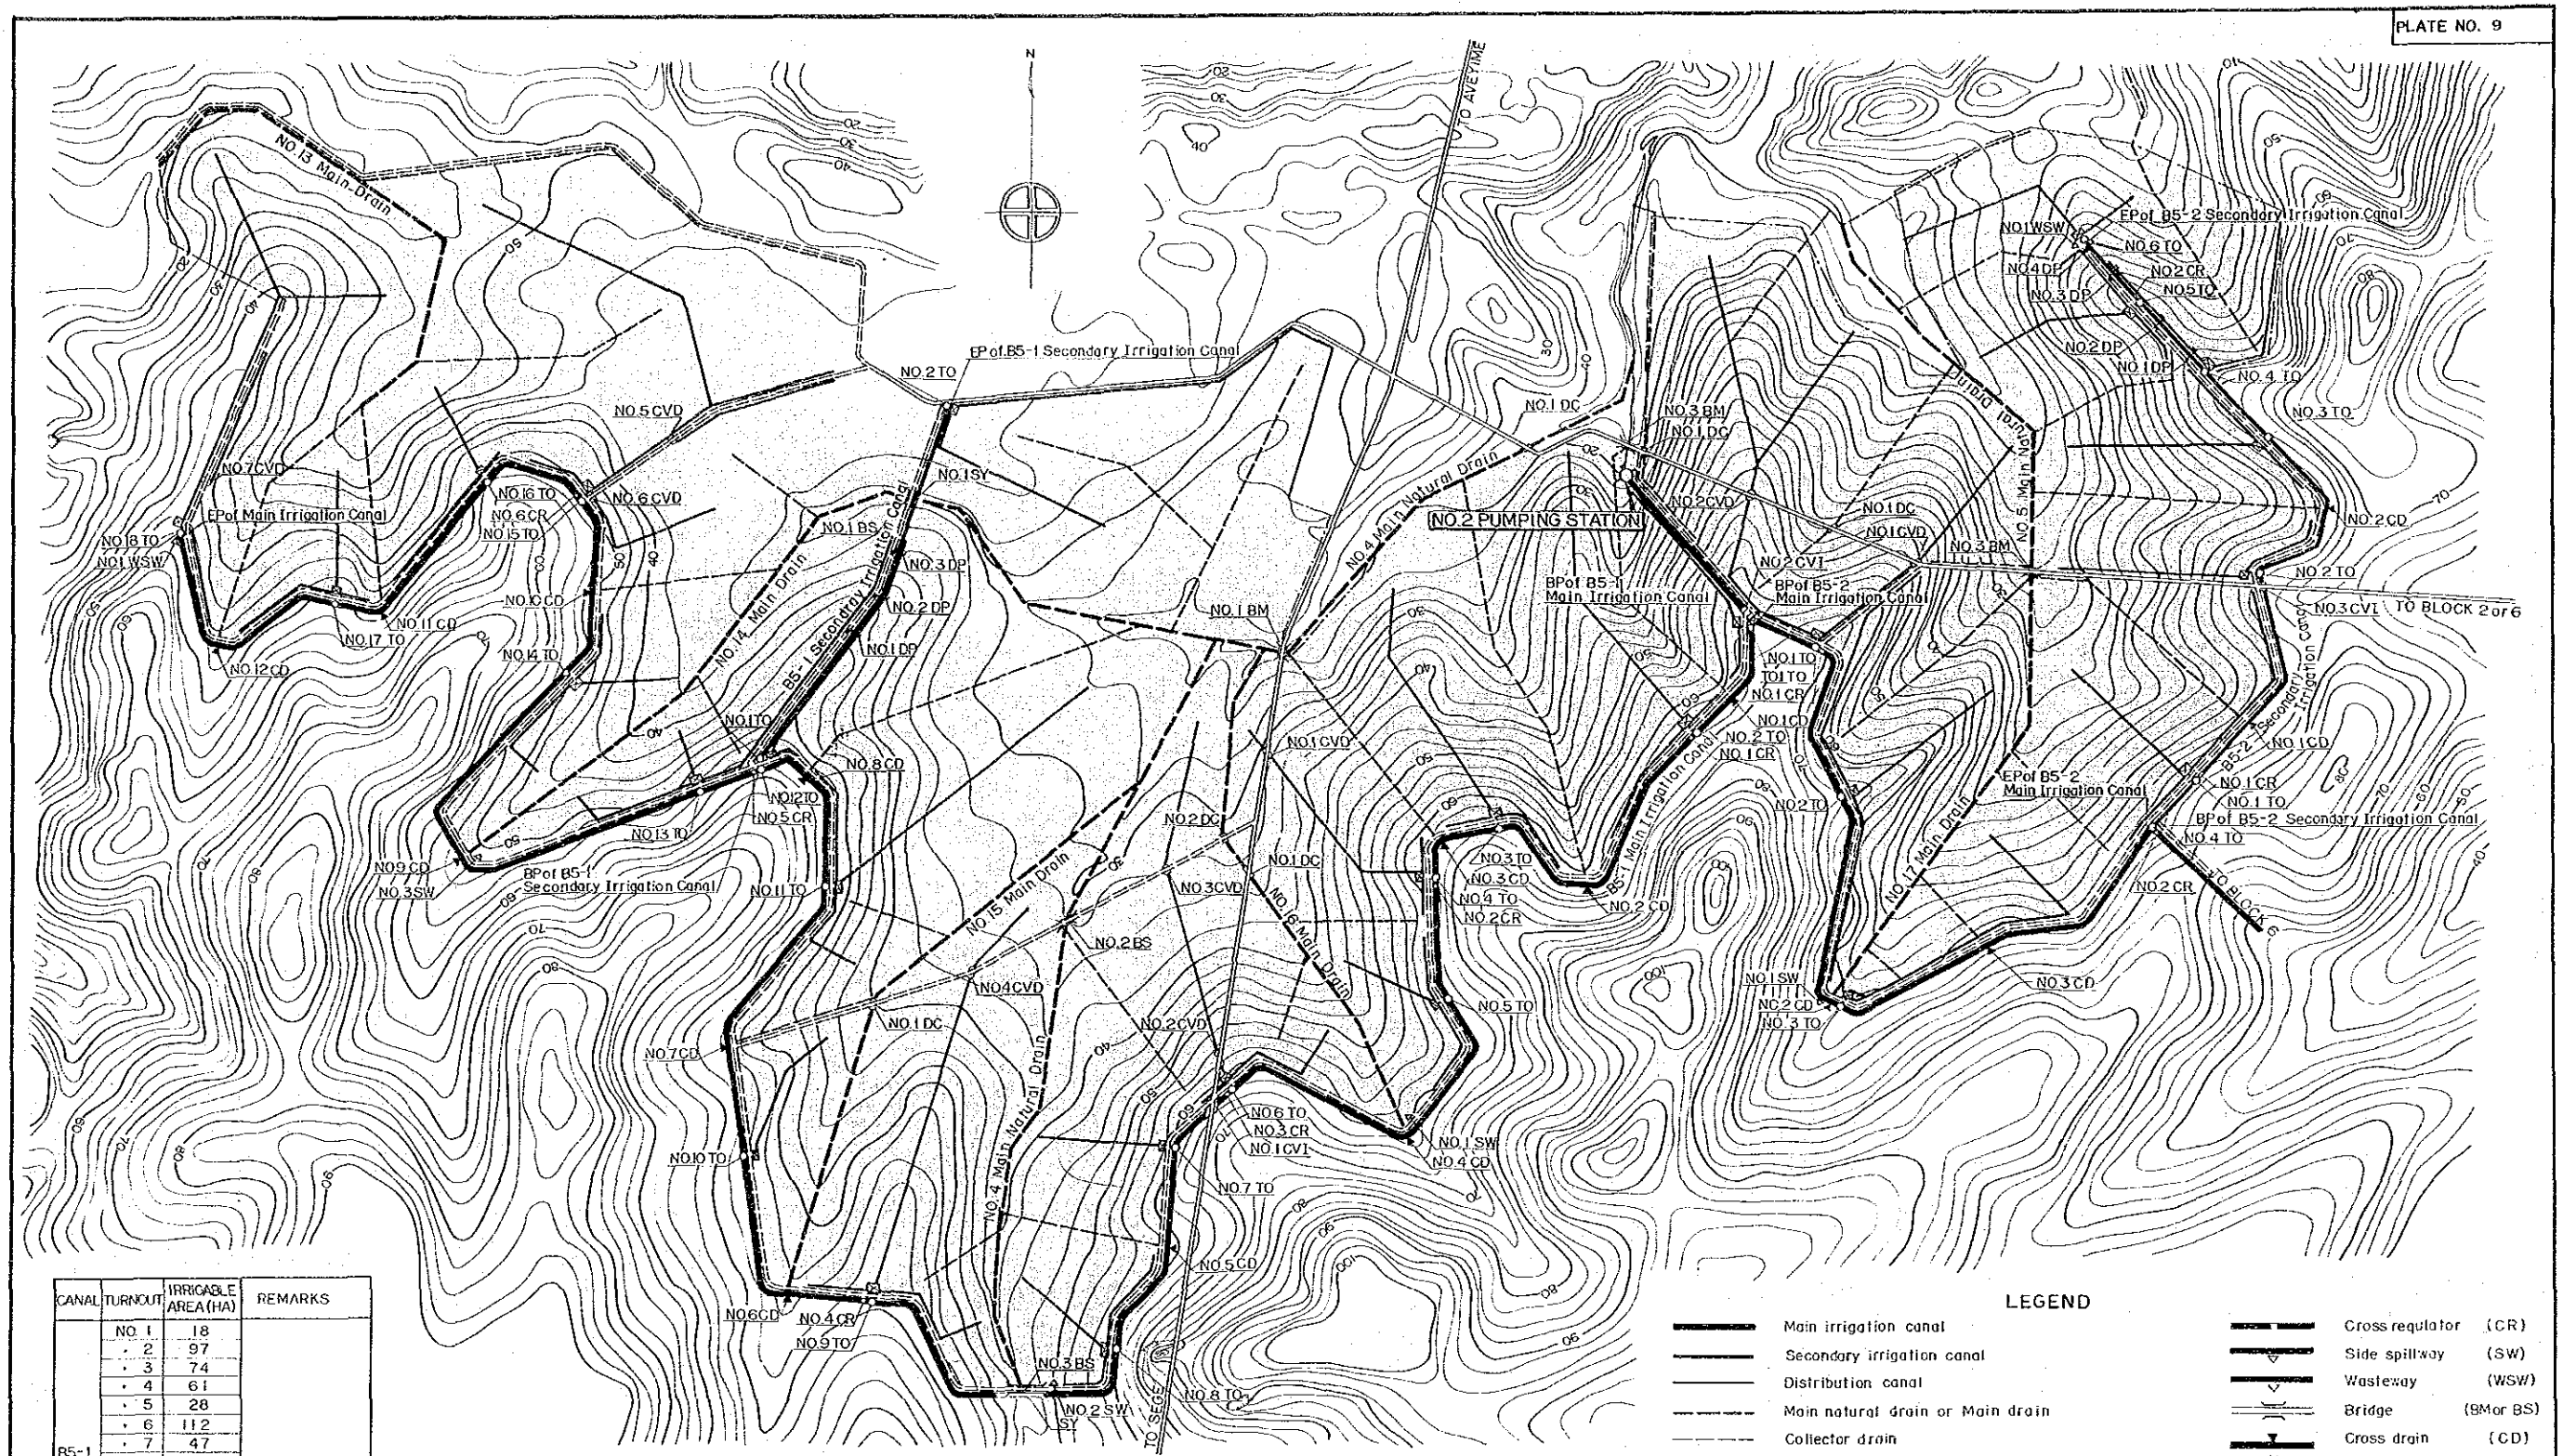 PLATE NO. 9
N
TO AVEYIME
NO.13 Main Drain
EP of B5-2 Secondary Irrigation Canal
NO.1 WSW
NO.6 TO
NO.4 DP
NO.2 CR
NO.3 DP
NO.5 TO
NO.2 DP
NO.1 DP
NO.4 TO
NO.3 TO
EP of B5-1 Secondary Irrigation Canal
NO.2 TO
NO.5 CVD
NO.1 DC
NO.3 BM
NO.1 DC
NO.7 CVD
NO.16 TO
NO.6 CR
NO.15 TO
NO.6 CVD
NO.1 SY
NO.1 BS
NO.4 Main Natural Drain
NO.2 PUMPING STATION
NO.2 CVD
NO.1 DC
NO.1 CVD
NO.3 BM
NO.5 Main Natural Drain
NO.2 CD
EP of Main Irrigation Canal
NO.18 TO
NO.1 WSW
NO.3 DP
NO.2 DP
NO.1 DP
NO.2 CVI
BP of B5-1
Main Irrigation Canal
BP of B5-2
Main Irrigation Canal
NO.2 TO
NO.3 CVI
TO BLOCK 2 or 6
NO.10 CD
NO.11 CD
NO.17 TO
NO.12 CD
NO.14 TO
NO.14 Main Drain
B5-1 Secondray Irrigation Canal
NO.1 BM
NO.1 TO
NO.1 CR
NO.1 CD
NO.2 TO
NO.1 CR
NO.1 TO
NO.8 CD
NO.12 TO
NO.5 CR
NO.13 TO
NO.1 CVD
NO.2 DC
NO.1 DC
NO.3 CVD
B5-1 Main Irrigation Canal
NO.2 TO
B5-2 Secondary Irrigation Canal
NO.1 CD
NO.1 CR
NO.1 TO
EP of B5-2
Main Irrigation Canal
BP of B5-2 Secondary Irrigation Canal
NO.4 TO
NO.2 CR
TO BLOCK 6
NO.9 CD
NO.3 SW
BP of B5-1
Secondary Irrigation Canal
NO.11 TO
NO.15 Main Drain
NO.16 Main Drain
NO.17 Main Drain
NO.3 TO
NO.3 CD
NO.4 TO
NO.2 CR
NO.2 CD
NO.2 BS
NO.4 CVD
NO.1 DC
NO.2 CVD
NO.7 CD
NO.5 TO
NO.1 SW
NO.2 CD
NO.3 TO
NO.3 CD
NO.4 Main Natural Drain
NO.10 TO
NO.6 TO
NO.3 CR
NO.1 CVI
NO.1 SW
NO.4 CD
NO.7 TO
NO.5 CD
NO.6 CD
NO.4 CR
NO.9 TO
NO.3 BS
NO.8 TO
NO.2 SW
SY
TO SEGE
CANAL TURNOUT IRRIGABLE AREA (HA) REMARKS
NO. 1 18
" 2 97
" 3 74
" 4 61
" 5 28
" 6 112
" 7 47
B5-1
LEGEND
Main irrigation canal
Secondary irrigation canal
Distribution canal
Main natural drain or Main drain
Collector drain
Cross regulator (CR)
Side spillway (SW)
Wasteway (WSW)
Bridge (BM or BS)
Cross drain (CD)